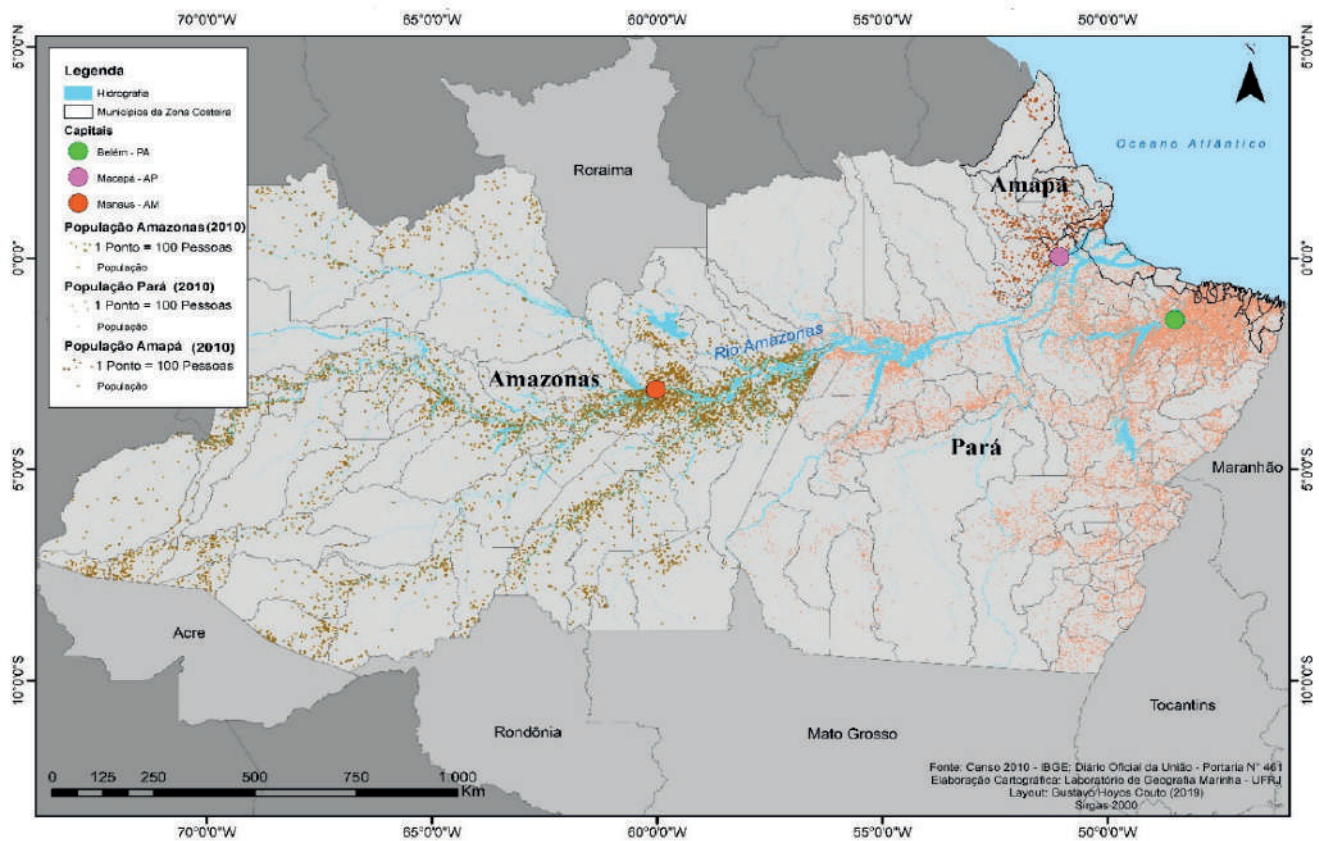 70°0'0"W 65°0'0"W 60°0'0"W 55°0'0"W 50°0'0"W
5°0'0"N
5°0'0"N
Legenda
Hidrografia
Municípios da Zona Costeira
Capitais
Belém - PA
Macapá - AP
Manaus - AM
População Amazonas (2010)
1 Ponto = 100 Pessoas
População
População Pará (2010)
1 Ponto = 100 Pessoas
População
População Amapá (2010)
1 Ponto = 100 Pessoas
População
Oceano Atlântico
Roraima
Amapá
0°0'0"
0°0'0"
Rio Amazonas
Amazonas
Pará
Maranhão
5°0'0"S
5°0'0"S
Acre
10°0'0"S
10°0'0"S
Rondônia
Mato Grosso
Tocantins
0 125 250 500 750 1 000
Km
Fonte: Censo 2010 - IBGE: Diário Oficial da União - Portaria N° 461
Elaboração Cartográfica: Laboratório de Geografia Marinha - UFRJ
Layout: Gustavo Hoyos Couto (2019)
Sirgas 2000
70°0'0"W 65°0'0"W 60°0'0"W 55°0'0"W 50°0'0"W